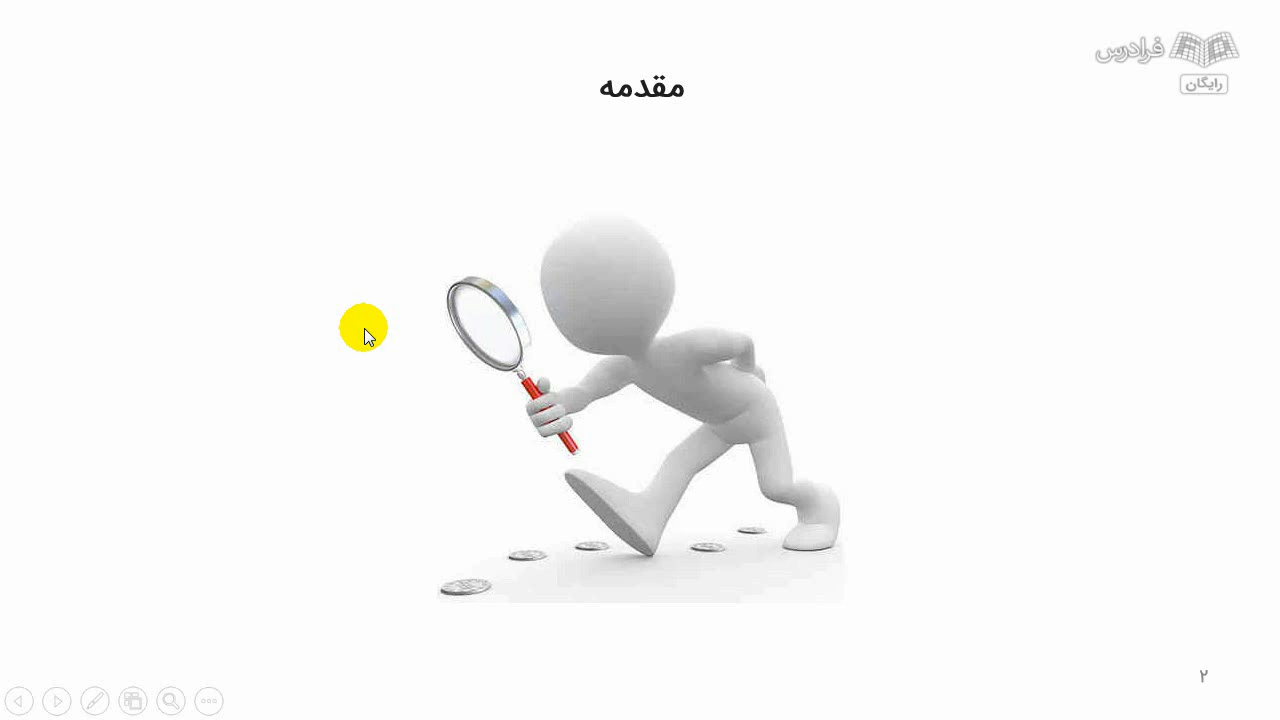 فرادرس
رایگان
مقدمه
۲